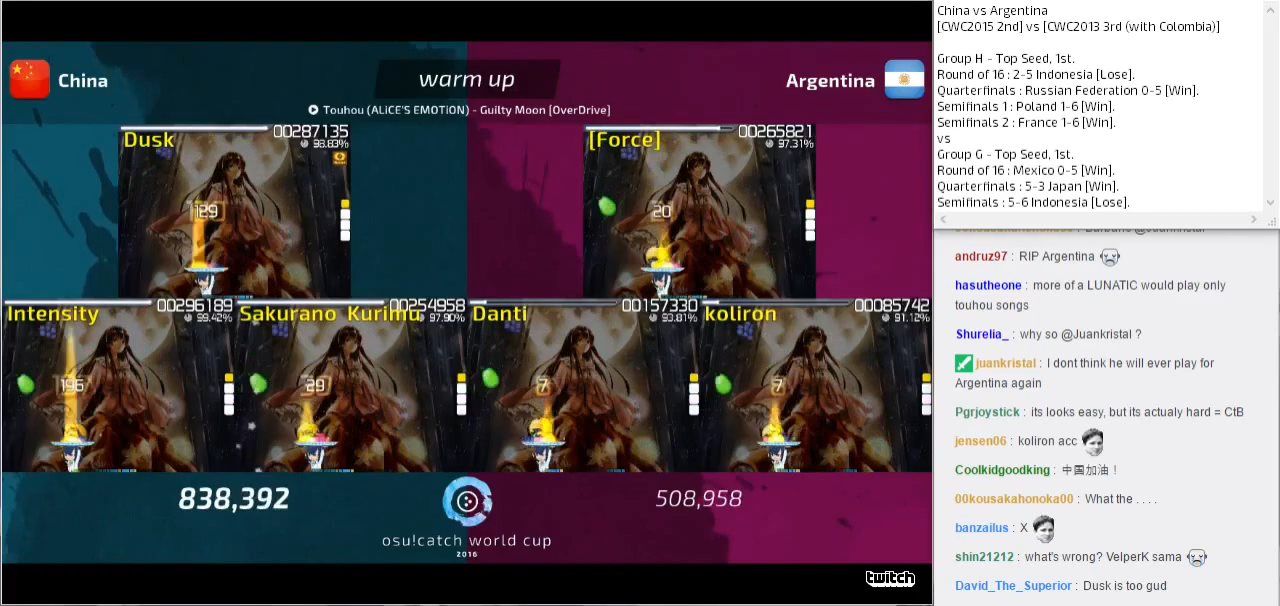 China
warm up
Argentina
Touhou (ALiCE'S EMOTiON) - Guilty Moon [OverDrive]
Dusk
00287135
98.83%
129
[Force]
00265821
97.31%
20
Intensity
00296183
99.42%
196
Sakurano Kurimu
00254958
97.90%
29
Danti
00157330
93.81%
7
koliron
00085742
91.12%
7
838,392
508,958
osu!catch world cup
2016
twitch
China vs Argentina
[CWC2015 2nd] vs [CWC2013 3rd (with Colombia)]
Group H - Top Seed, 1st.
Round of 16 : 2-5 Indonesia [Lose].
Quarterfinals : Russian Federation 0-5 [Win].
Semifinals 1 : Poland 1-6 [Win].
Semifinals 2 : France 1-6 [Win].
vs
Group G - Top Seed, 1st.
Round of 16 : Mexico 0-5 [Win].
Quarterfinals : 5-3 Japan [Win].
Semifinals : 5-6 Indonesia [Lose].
andruz97 : RIP Argentina
hasutheone : more of a LUNATIC would play only
touhou songs
Shurelia_ : why so @Juankristal ?
juankristal : I dont think he will ever play for
Argentina again
Pgrjoystick : its looks easy, but its actualy hard = CtB
jensen06 : koliron acc
Coolkidgoodking : 中国加油！
00kousakahonoka00 : What the . . . .
banzailus : X
shin21212 : what's wrong? VelperK sama
David_The_Superior : Dusk is too gud